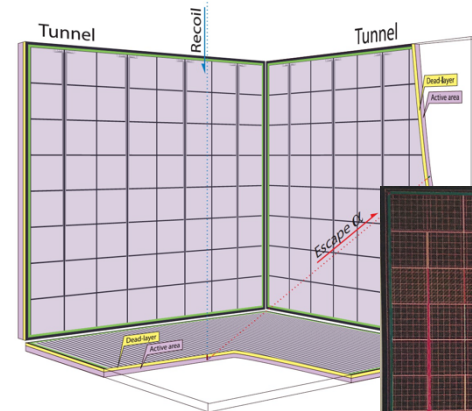 Tunnel
Recoil
Tunnel
Dead-layer
Active area
Escape α
Dead-layer
Active area